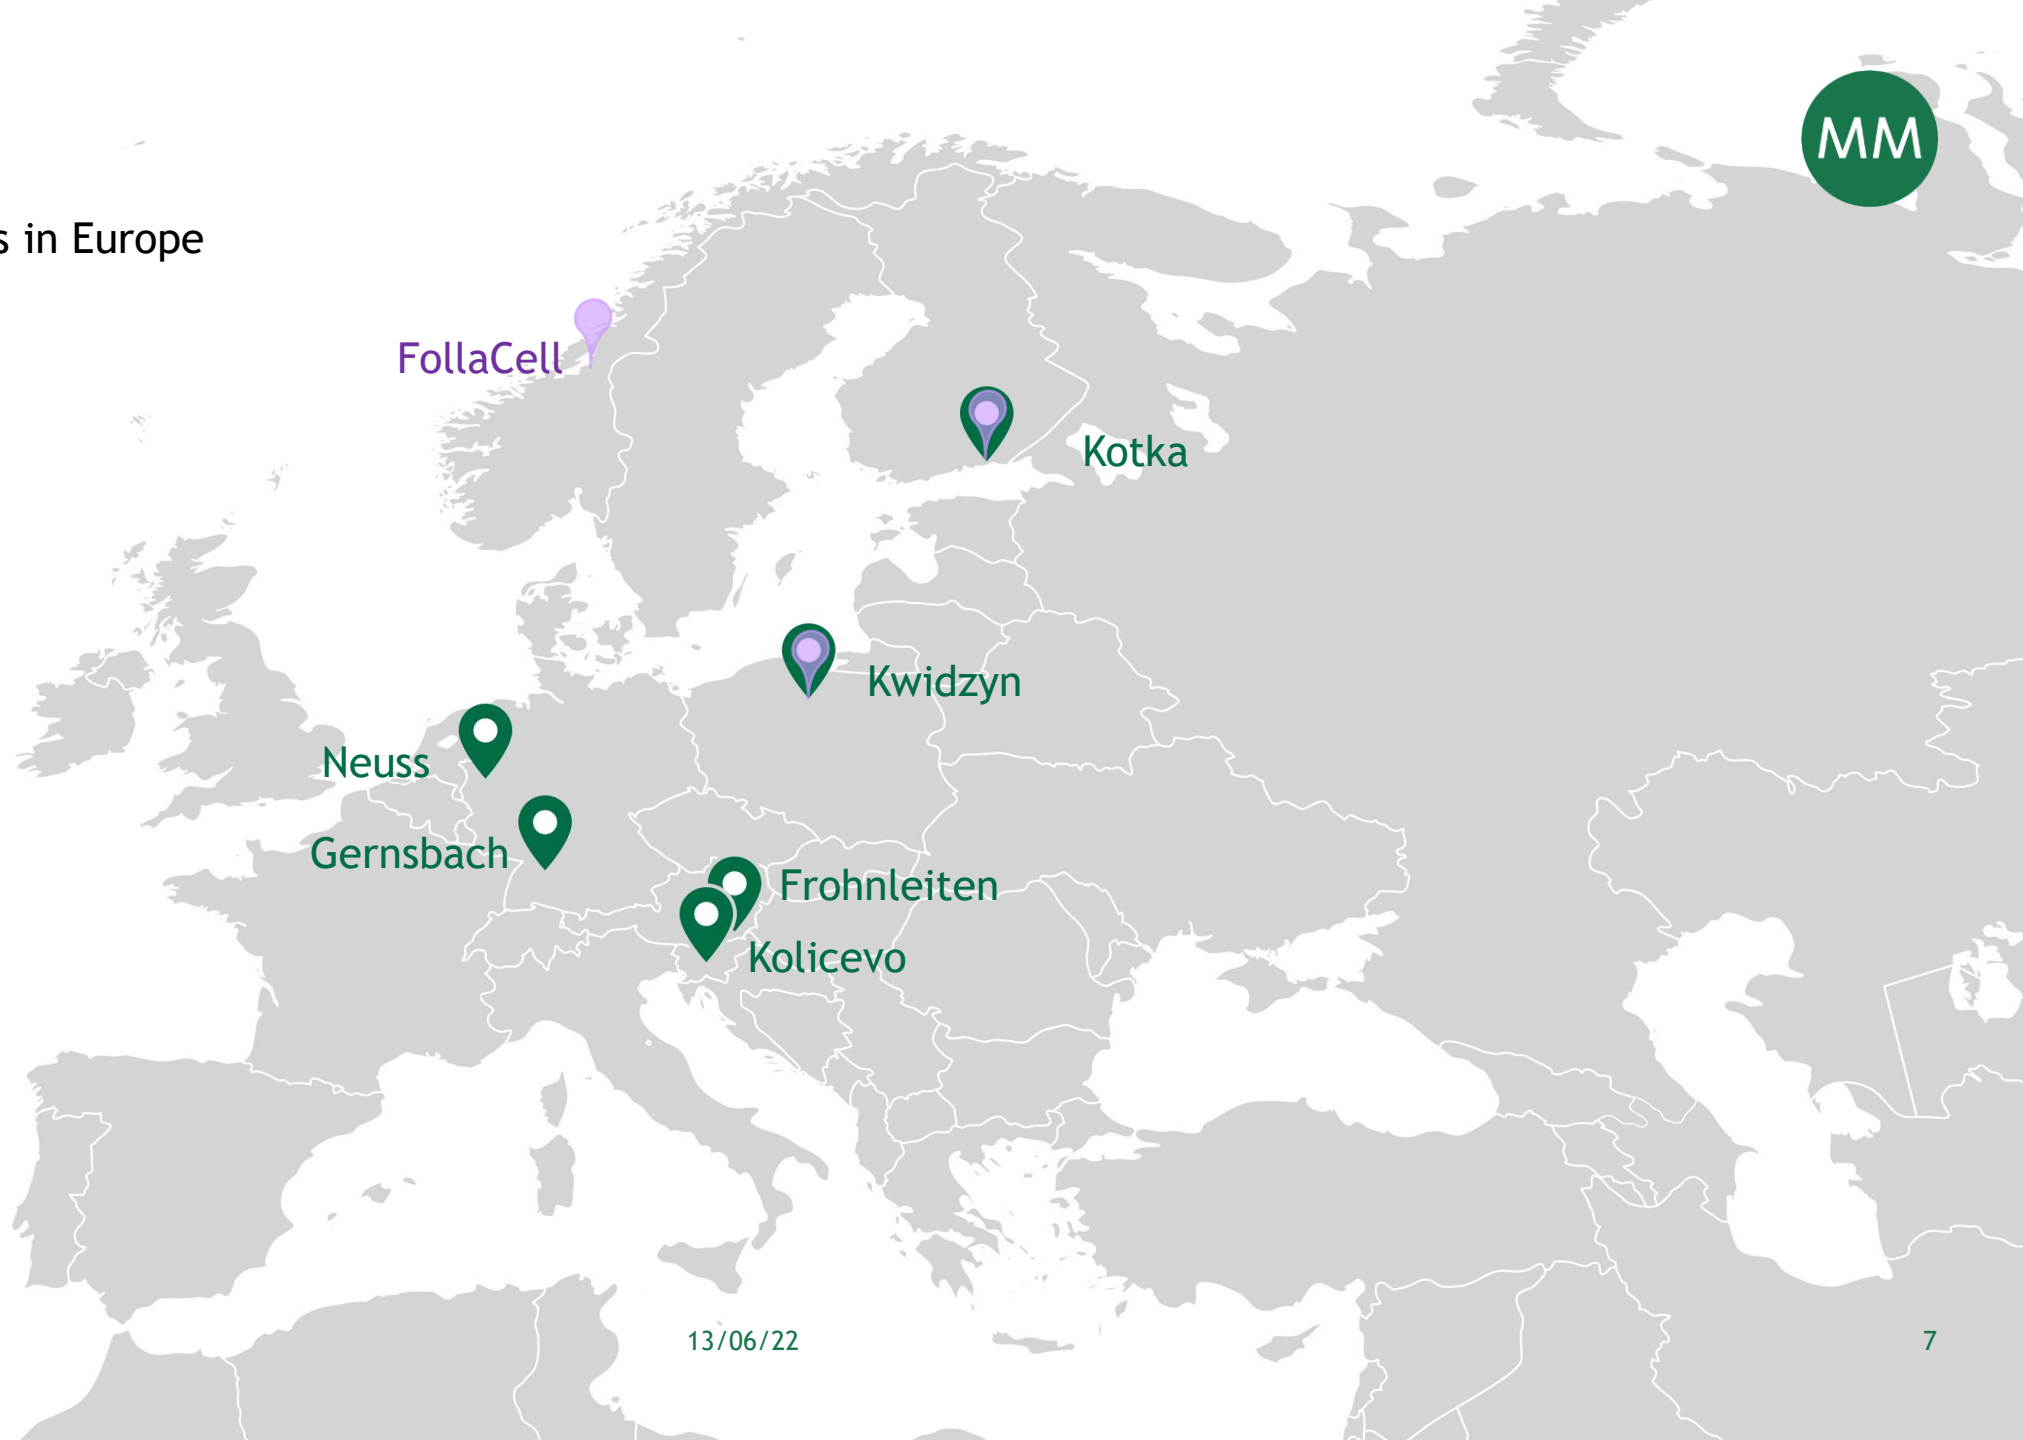 MM
s in Europe
FollaCell
Kotka
Kwidzyn
Neuss
Gernsbach
Frohnleiten
Kolicevo
13/06/22
7